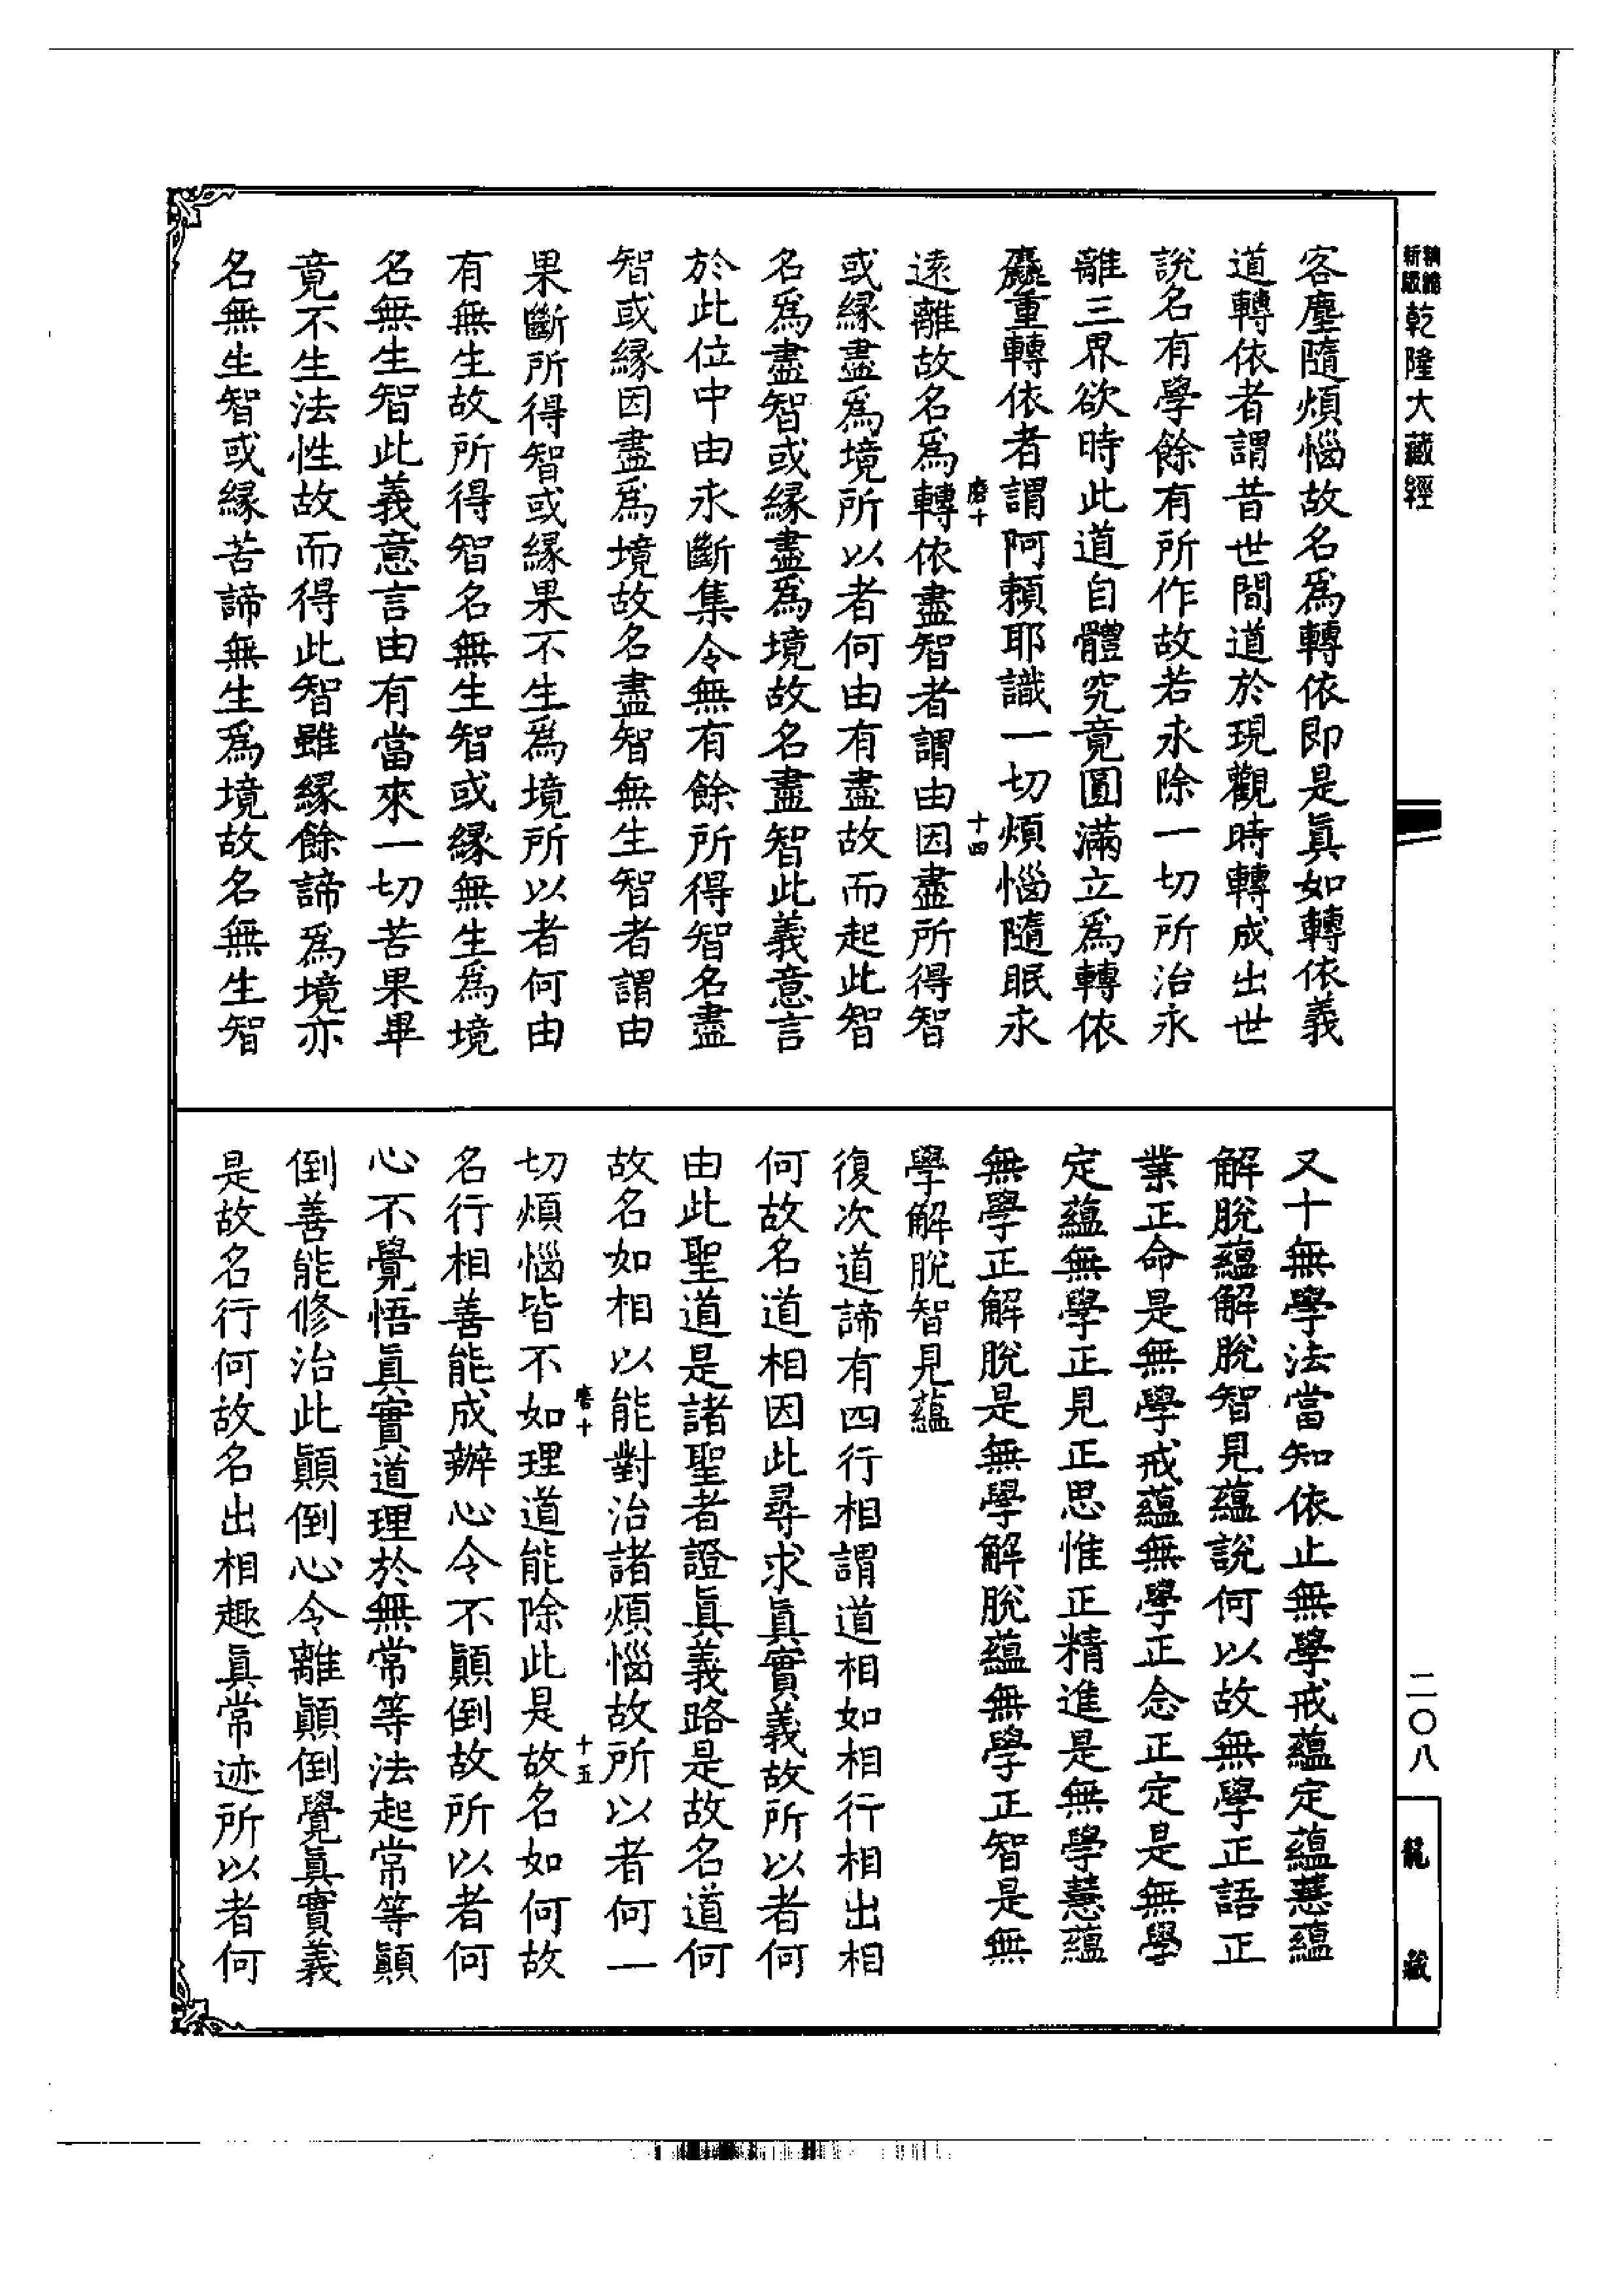 新版
精縮
乾隆大藏經
客塵隨煩惱故名爲轉依即是眞如轉依義
道轉依者謂昔世間道於現觀時轉成出世
說名有學餘有所作故若永除一切所治永
離三界欲時此道自體究竟圓滿立爲轉依
麤重轉依者謂阿賴耶識一切煩惱隨眠永
磨十
十四
遠離故名爲轉依盡智者謂由因盡所得智
或緣盡爲境所以者何由有盡故而起此智
名爲盡智或緣盡爲境故名盡智此義意言
於此位中由永斷集令無有餘所得智名盡
智或緣因盡爲境故名盡智無生智者謂由
果斷所得智或緣果不生爲境所以者何由
有無生故所得智名無生智或緣無生爲境
名無生智此義意言由有當來一切苦果畢
竟不生法性故而得此智雖緣餘諦爲境亦
名無生智或緣苦諦無生爲境故名無生智
又十無學法當知依止無學戒蘊定蘊慧蘊
解脫蘊解脫智見蘊說何以故無學正語正
業正命是無學戒蘊無學正念正定是無學
定蘊無學正見正思惟正精進是無學慧蘊
無學正解脫是無學解脫蘊無學正智是無
學解脫智見蘊
復次道諦有四行相謂道相如相行相出相
何故名道相因此尋求眞實義故所以者何
由此聖道是諸聖者證眞義路是故名道何
故名如相以能對治諸煩惱故所以者何一
磨十
十五
切煩惱皆不如理道能除此是故名如何故
名行相善能成辦心令不顚倒故所以者何
心不覺悟眞實道理於無常等法起常等顚
倒善能修治此顚倒心令離顚倒覺眞實義
是故名行何故名出相趣眞常迹所以者何
二〇八
龍藏